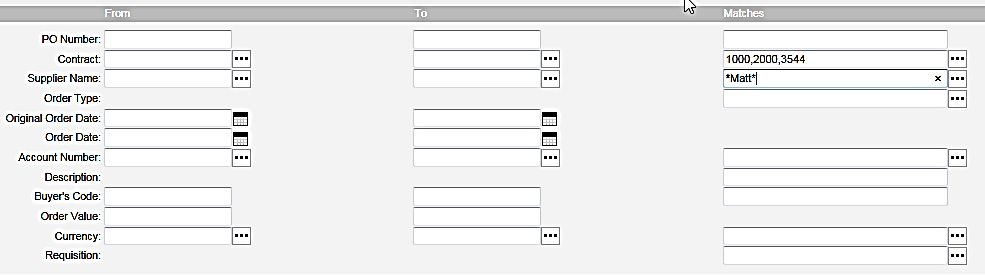 From To Matches
PO Number:
Contract: 1000,2000,3544
Supplier Name: *Matt*
Order Type:
Original Order Date:
Order Date:
Account Number:
Description:
Buyer's Code:
Order Value:
Currency:
Requisition: